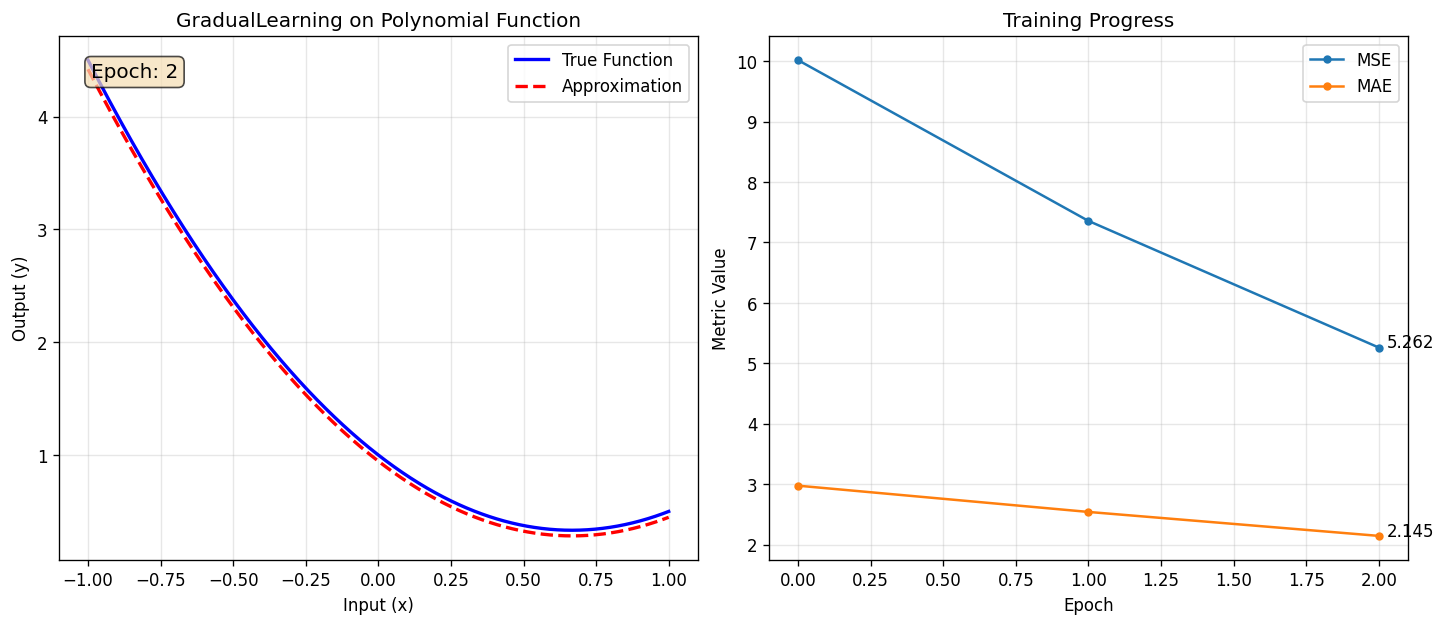 GradualLearning on Polynomial Function
Epoch: 2
True Function
Approximation
Output (y)
4
3
2
1
−1.00 −0.75 −0.50 −0.25 0.00 0.25 0.50 0.75 1.00
Input (x)
Training Progress
MSE
MAE
Metric Value
10
9
8
7
6
5
4
3
2
5.262
2.145
0.00 0.25 0.50 0.75 1.00 1.25 1.50 1.75 2.00
Epoch